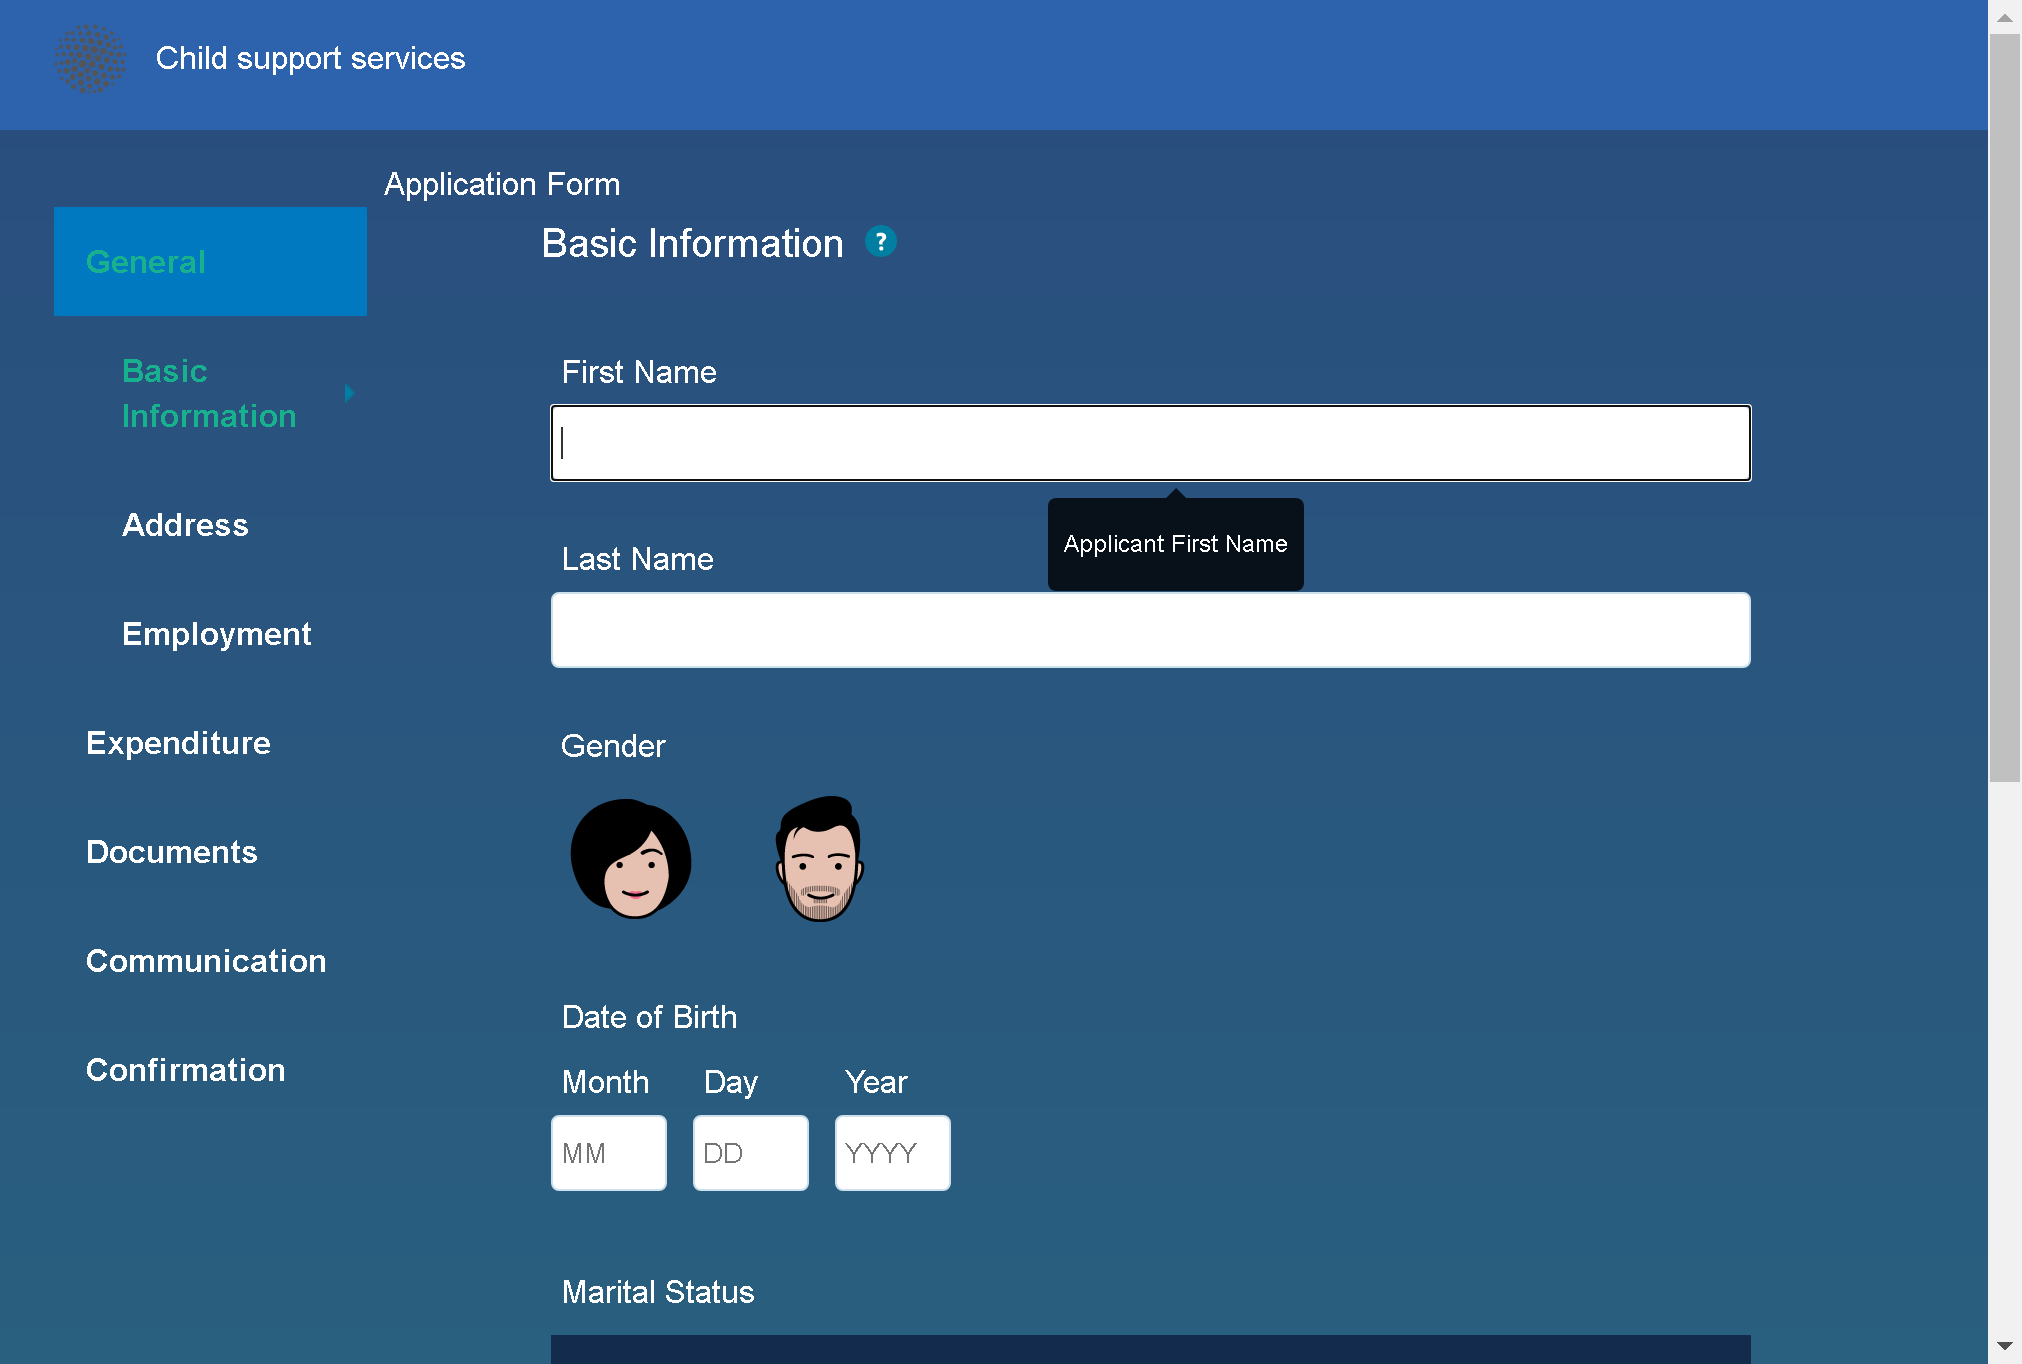 Child support services
Application Form
General
Basic Information ?
Basic
Information
Address
Employment
Expenditure
Documents
Communication
Confirmation
First Name
Applicant First Name
Last Name
Gender
Date of Birth
Month Day Year
MM DD YYYY
Marital Status